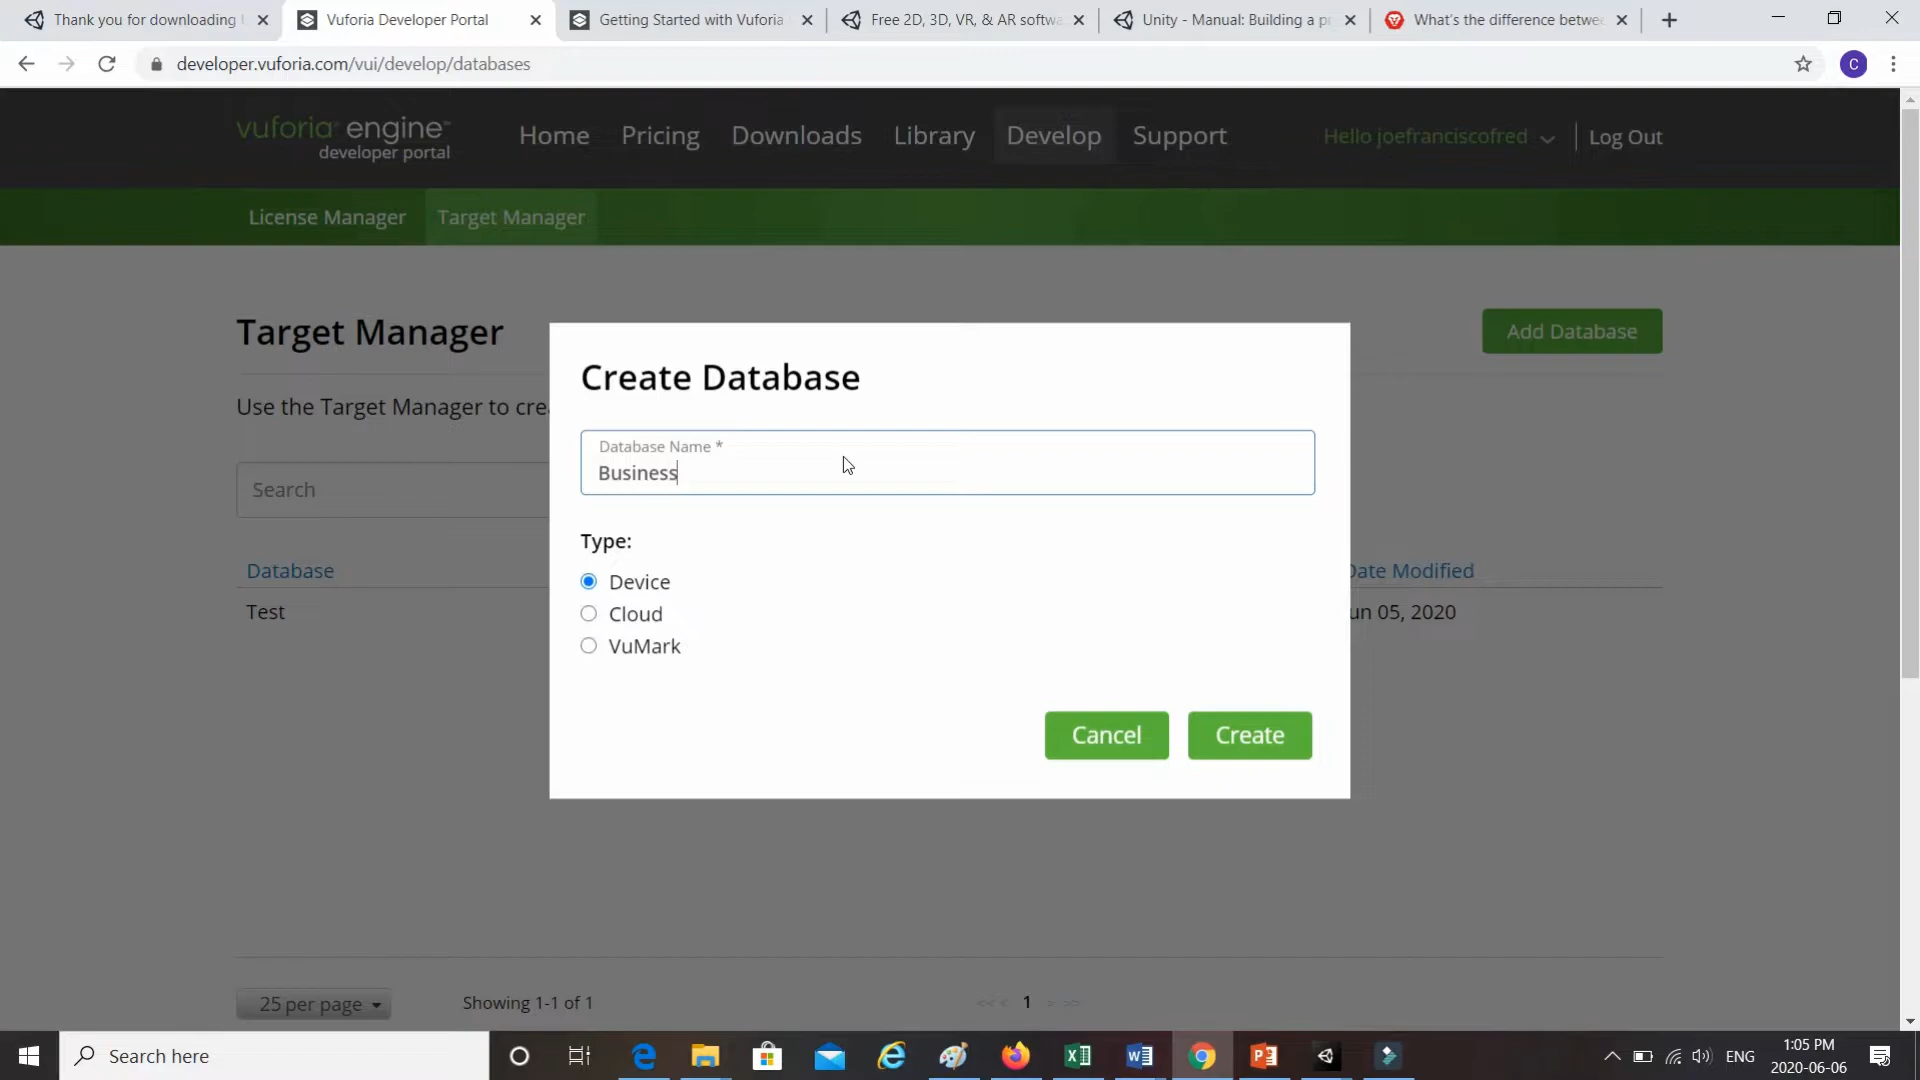 Thank you for downloading
Vuforia Developer Portal
Getting Started with Vuforia
Free 2D, 3D, VR, & AR softwa
Unity - Manual: Building a p
What's the difference betwe
developer.vuforia.com/vui/develop/databases
C
vuforia engine™
developer portal
Home
Pricing
Downloads
Library
Develop
Support
Hello joefranciscofred
Log Out
License Manager
Target Manager
Target Manager
Add Database
Use the Target Manager to cre
Search
Database
Date Modified
Test
un 05, 2020
Create Database
Database Name *
Business
Type:
Device
Cloud
VuMark
Cancel
Create
25 per page
Showing 1-1 of 1
<< < 1 > >>
Search here
ENG
1:05 PM
2020-06-06